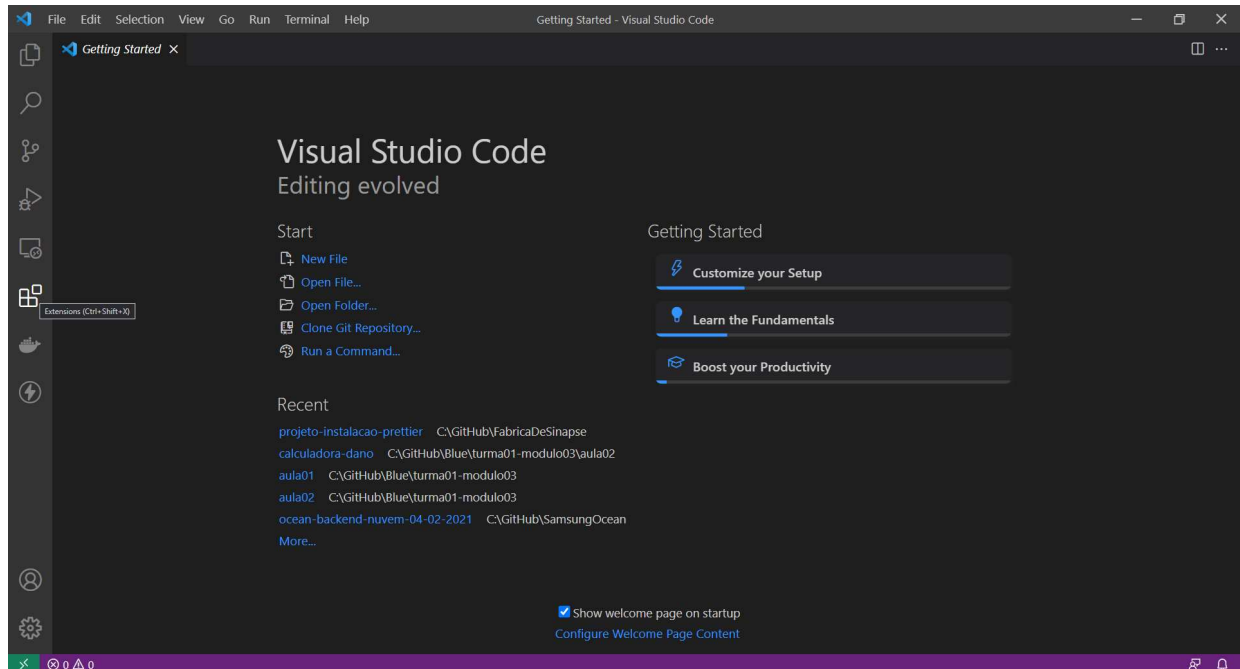 File Edit Selection View Go Run Terminal Help Getting Started - Visual Studio Code
Getting Started
Visual Studio Code
Editing evolved
Start
New File
Open File...
Open Folder...
Clone Git Repository...
Run a Command...
Recent
projeto-instalacao-prettier C:\GitHub\FabricaDeSinapse
calculadora-dano C:\GitHub\Blue\turma01-modulo03\aula02
aula01 C:\GitHub\Blue\turma01-modulo03
aula02 C:\GitHub\Blue\turma01-modulo03
ocean-backend-nuvem-04-02-2021 C:\GitHub\SamsungOcean
More...
Getting Started
Customize your Setup
Learn the Fundamentals
Boost your Productivity
Extensions (Ctrl+Shift+X)
Show welcome page on startup
Configure Welcome Page Content
0 0